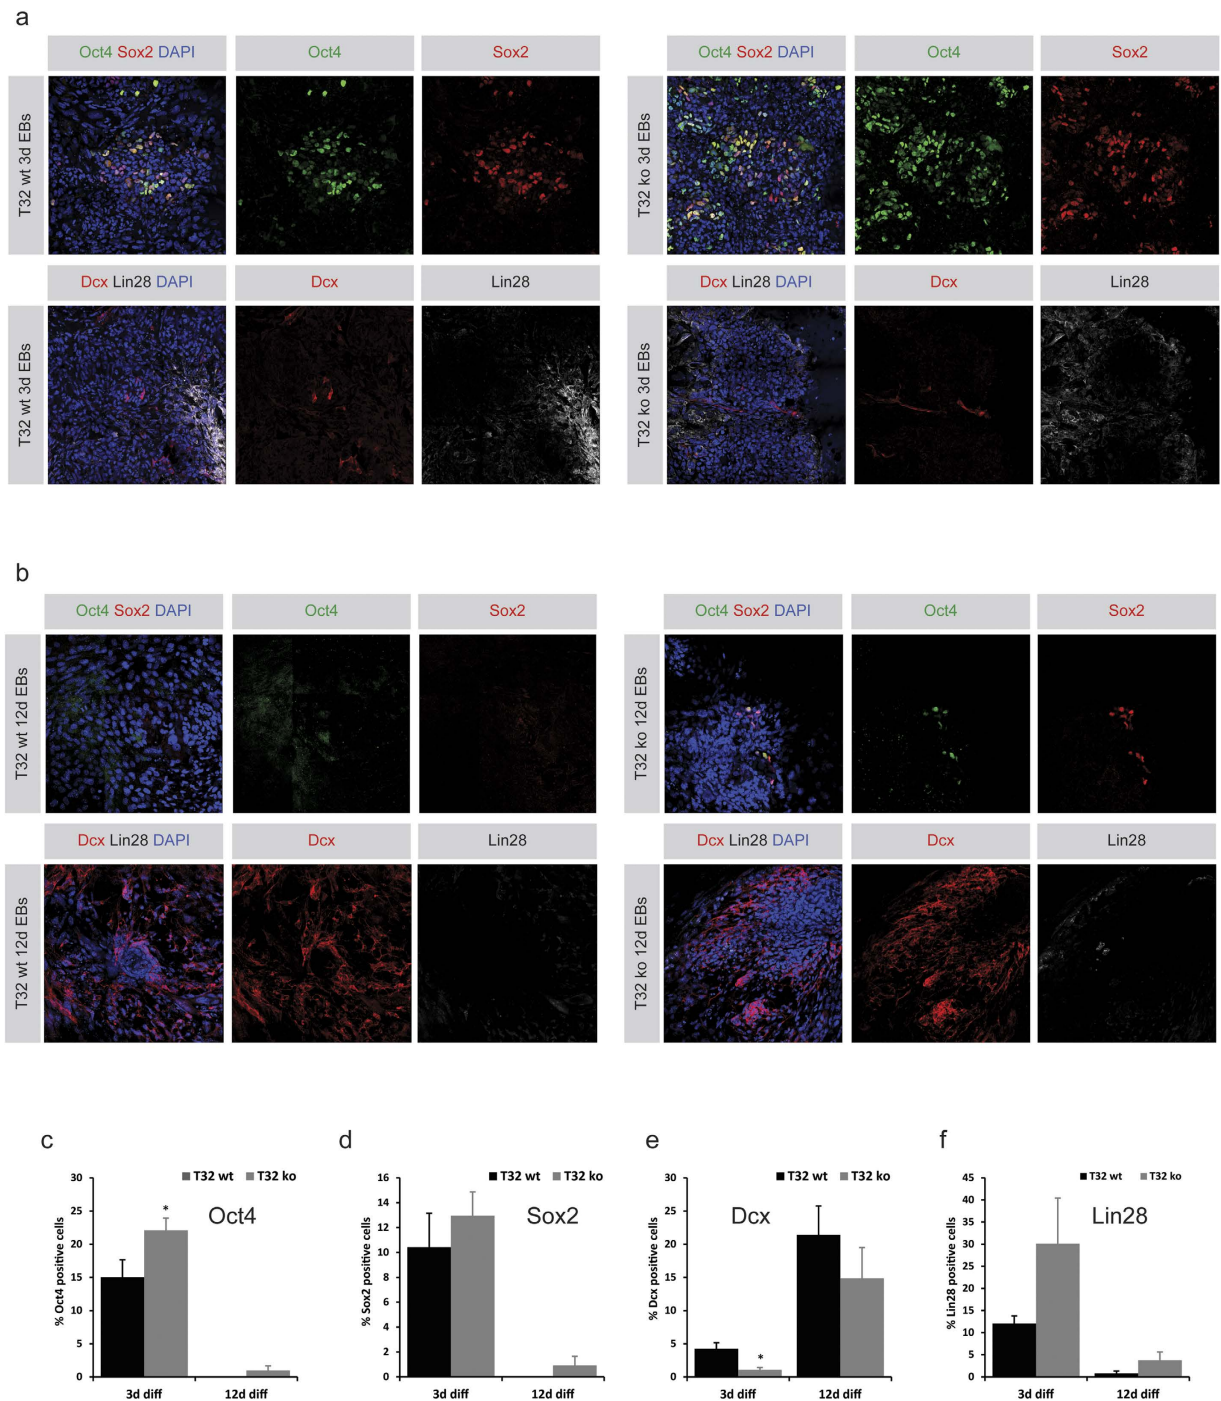 a
Oct4 Sox2 DAPI
Oct4
Sox2
Oct4 Sox2 DAPI
Oct4
Sox2
T32 wt 3d EBs
T32 ko 3d EBs
Dcx Lin28 DAPI
Dcx
Lin28
Dcx Lin28 DAPI
Dcx
Lin28
T32 wt 3d EBs
T32 ko 3d EBs
b
Oct4 Sox2 DAPI
Oct4
Sox2
Oct4 Sox2 DAPI
Oct4
Sox2
T32 wt 12d EBs
T32 ko 12d EBs
Dcx Lin28 DAPI
Dcx
Lin28
Dcx Lin28 DAPI
Dcx
Lin28
T32 wt 12d EBs
T32 ko 12d EBs
c
T32 wt T32 ko
Oct4
% Oct4 positive cells
30
25
20
15
10
5
0
*
3d diff 12d diff
d
T32 wt T32 ko
Sox2
% Sox2 positive cells
16
14
12
10
8
6
4
2
0
3d diff 12d diff
e
T32 wt T32 ko
Dcx
% Dcx positive cells
30
25
20
15
10
5
0
*
3d diff 12d diff
f
T32 wt T32 ko
Lin28
% Lin28 positive cells
45
40
35
30
25
20
15
10
5
0
3d diff 12d diff